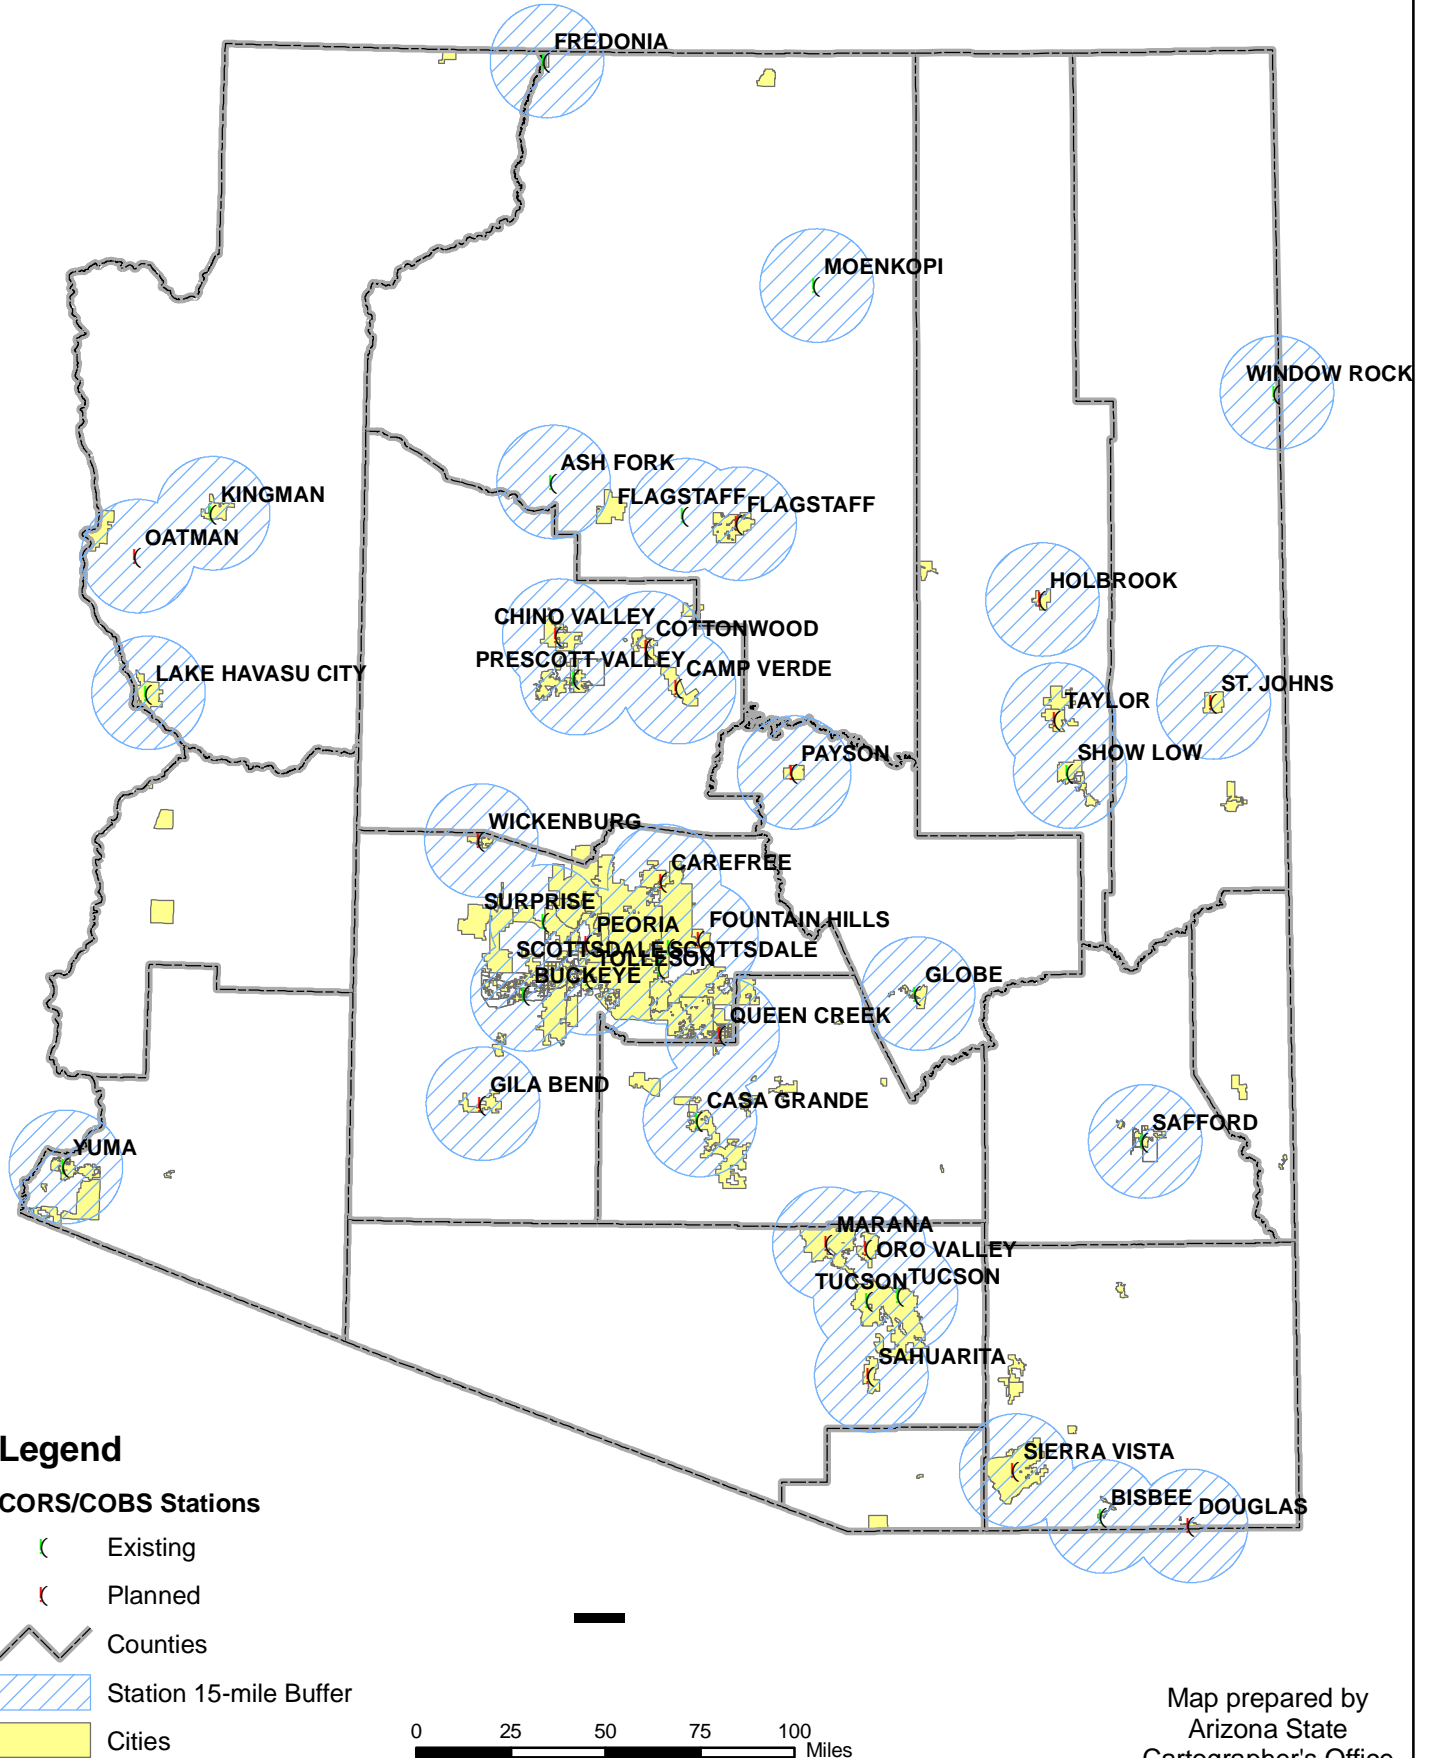 FREDONIA
MOENKOPI
WINDOW ROCK
ASH FORK
KINGMAN
FLAGSTAFF
FLAGSTAFF
OATMAN
HOLBROOK
CHINO VALLEY
COTTONWOOD
PRESCOTT VALLEY
CAMP VERDE
LAKE HAVASU CITY
ST. JOHNS
TAYLOR
PAYSON
SHOW LOW
WICKENBURG
CAREFREE
SURPRISE
PEORIA
FOUNTAIN HILLS
SCOTTSDALE
SCOTTSDALE
TOLLESON
BUCKEYE
GLOBE
QUEEN CREEK
GILA BEND
CASA GRANDE
SAFFORD
YUMA
MARANA
ORO VALLEY
TUCSON
TUCSON
SAHUARITA
SIERRA VISTA
BISBEE
DOUGLAS
Legend
CORS/COBS Stations
Existing
Planned
Counties
Station 15-mile Buffer
Cities
0 25 50 75 100
Miles
Map prepared by
Arizona State
Cartographer's Office